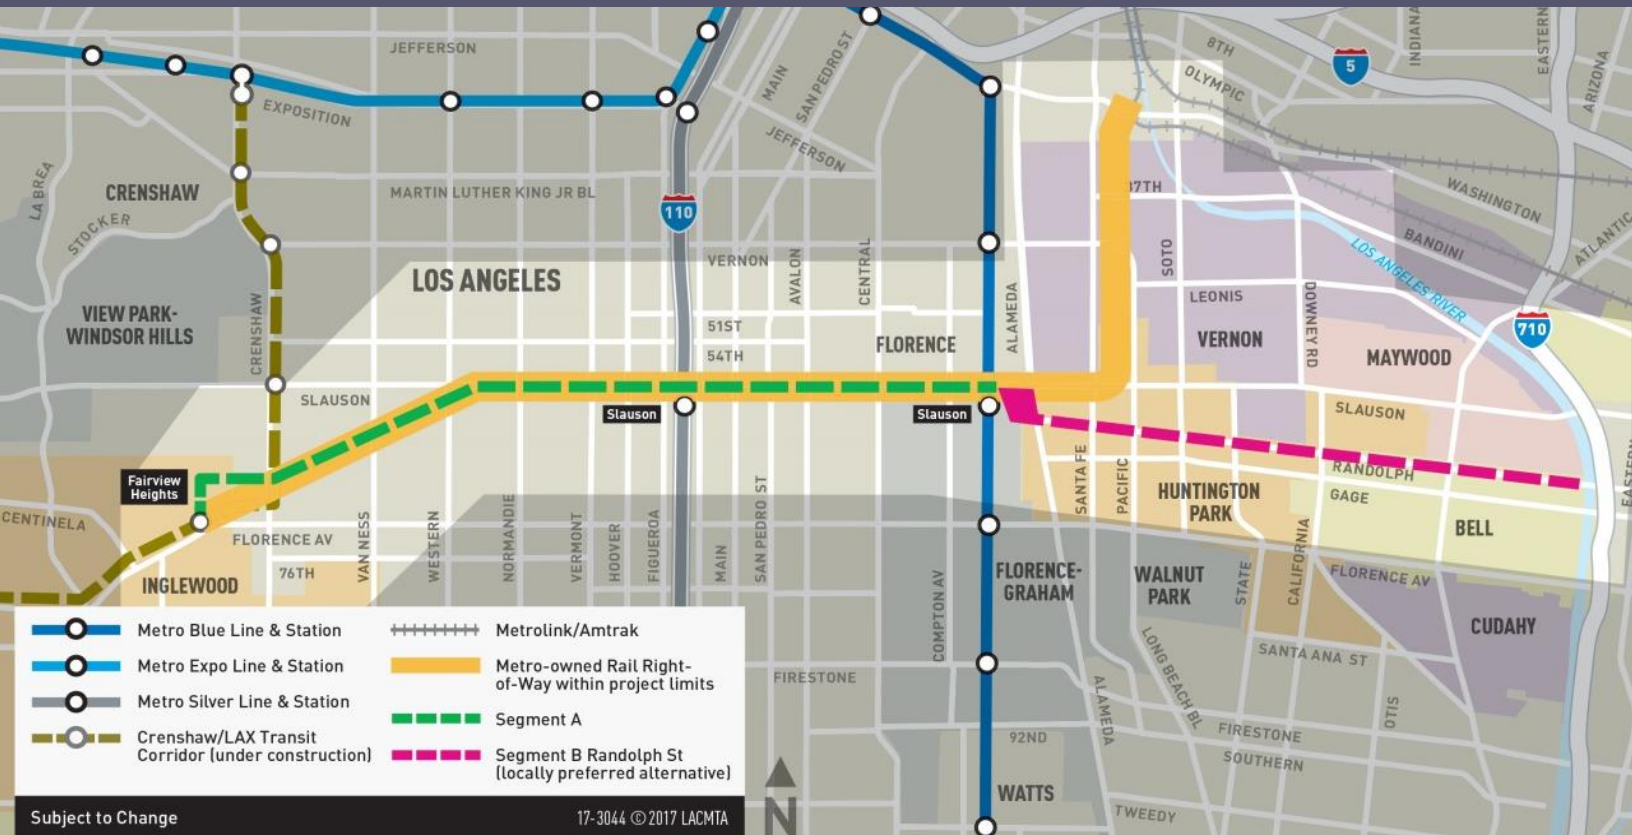 JEFFERSON
MAIN
SAN PEDRO ST
8TH
OLYMPIC
5
INDIANA
EASTERN
ARIZONA
EXPOSITION
JEFFERSON
LA BREA
CRENSHAW
STOCKER
MARTIN LUTHER KING JR BL
110
37TH
WASHINGTON
BANDINI
ATLANTIC
LOS ANGELES RIVER
LOS ANGELES
VERNON
AVALON
CENTRAL
SOTO
LEONIS
DOWNEY RD
VIEW PARK-
WINDSOR HILLS
CRENSHAW
51ST
54TH
FLORENCE
ALAMEDA
VERNON
MAYWOOD
710
SLAUSON
Slauson
Slauson
SLAUSON
Fairview
Heights
SANTA FE
PACIFIC
RANDOLPH
GAGE
HUNTINGTON
PARK
BELL
EASTERN
CENTINELA
FLORENCE AV
76TH
INGLEWOOD
VAN NESS
WESTERN
NORMANDIE
VERMONT
HOOVER
FIGUEROA
MAIN
SAN PEDRO ST
COMPTON AV
FLORENCE-
GRAHAM
WALNUT
PARK
STATE
CALIFORNIA
FLORENCE AV
CUDAHY
SANTA ANA ST
LONG BEACH BL
FIRESTONE
ALAMEDA
OTIS
FIRESTONE
SOUTHERN
92ND
WATTS
TWEEDY
Metro Blue Line & Station
Metro Expo Line & Station
Metro Silver Line & Station
Crenshaw/LAX Transit
Corridor (under construction)
Metrolink/Amtrak
Metro-owned Rail Right-
of-Way within project limits
Segment A
Segment B Randolph St
(locally preferred alternative)
N
Subject to Change
17-3044 © 2017 LACMTA